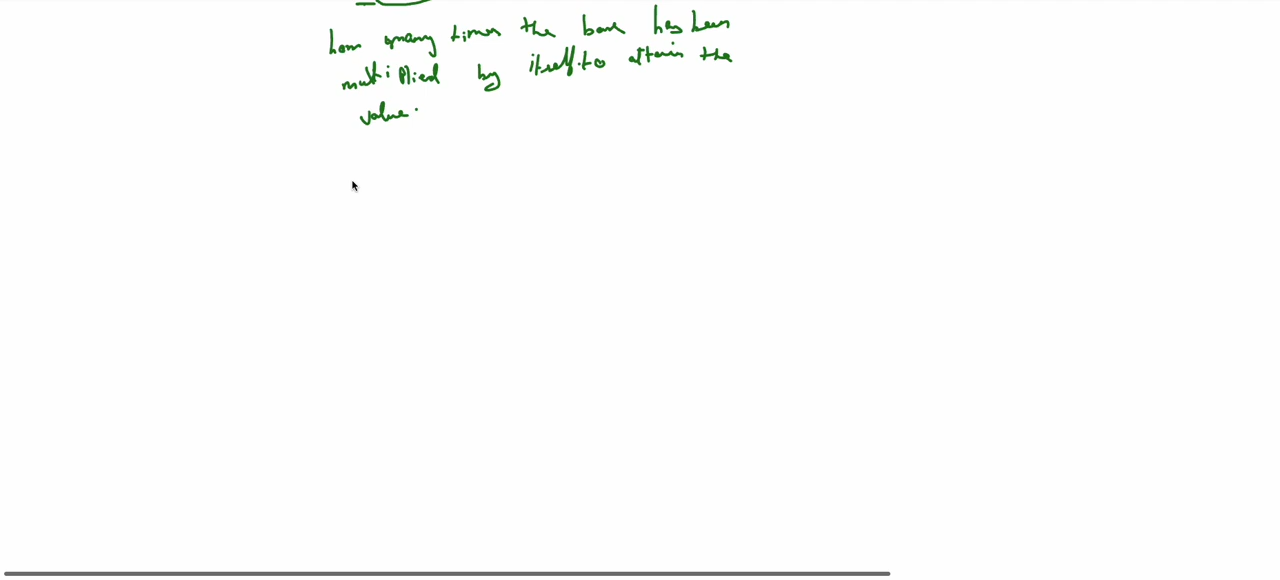 how many times the base has been
multiplied by itself to attain the
value.